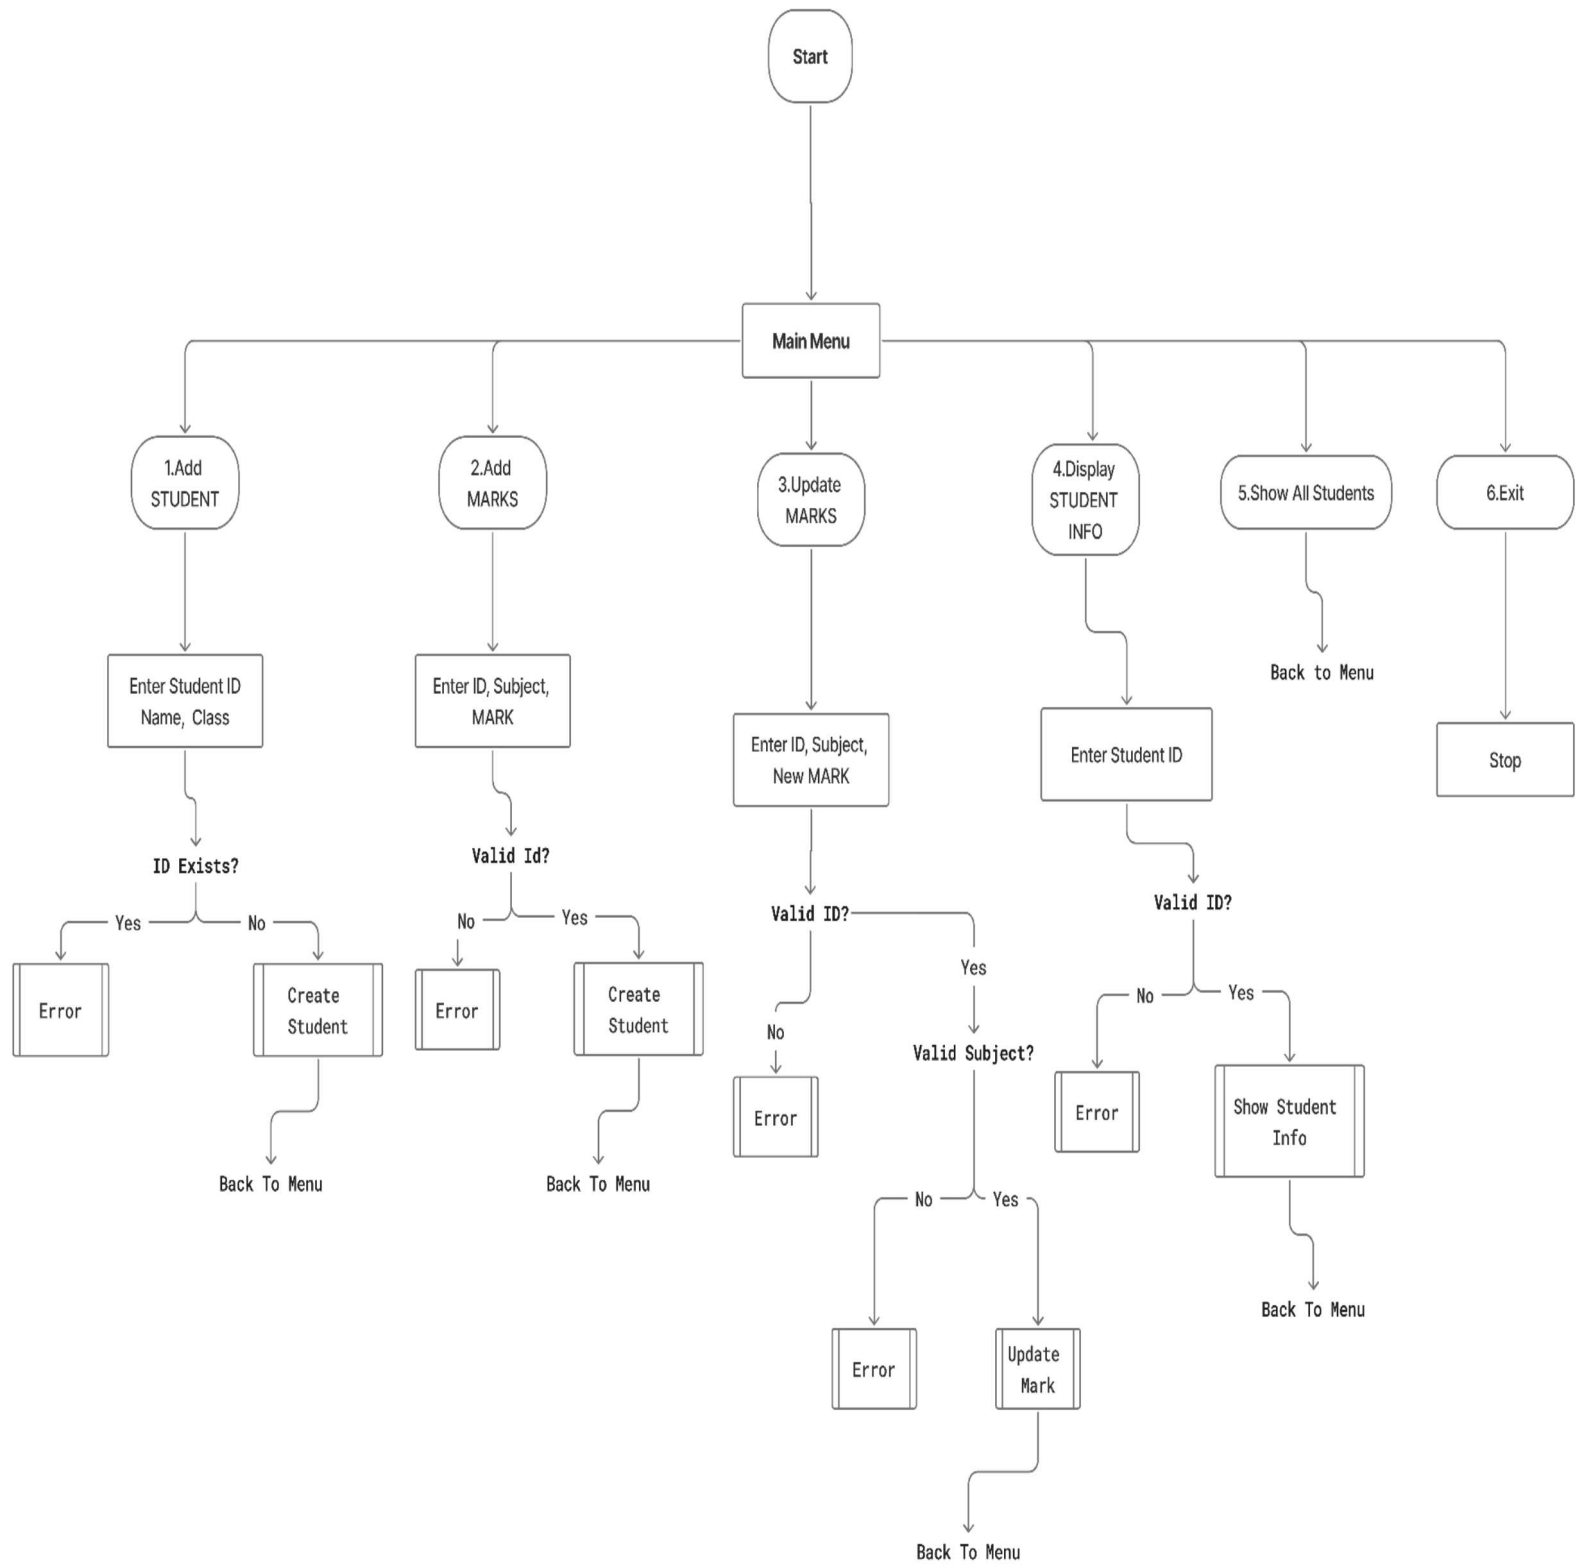 Start
Main Menu
1.Add
STUDENT
2.Add
MARKS
3.Update
MARKS
4.Display
STUDENT
INFO
5.Show All Students
6.Exit
Enter Student ID
Name, Class
Enter ID, Subject,
MARK
Enter ID, Subject,
New MARK
Enter Student ID
Back to Menu
Stop
ID Exists?
Yes
No
Error
Create
Student
Back To Menu
Valid Id?
No
Yes
Error
Create
Student
Back To Menu
Valid ID?
Yes
No
Error
Valid Subject?
No
Yes
Error
Update
Mark
Back To Menu
Valid ID?
No
Yes
Error
Show Student
Info
Back To Menu